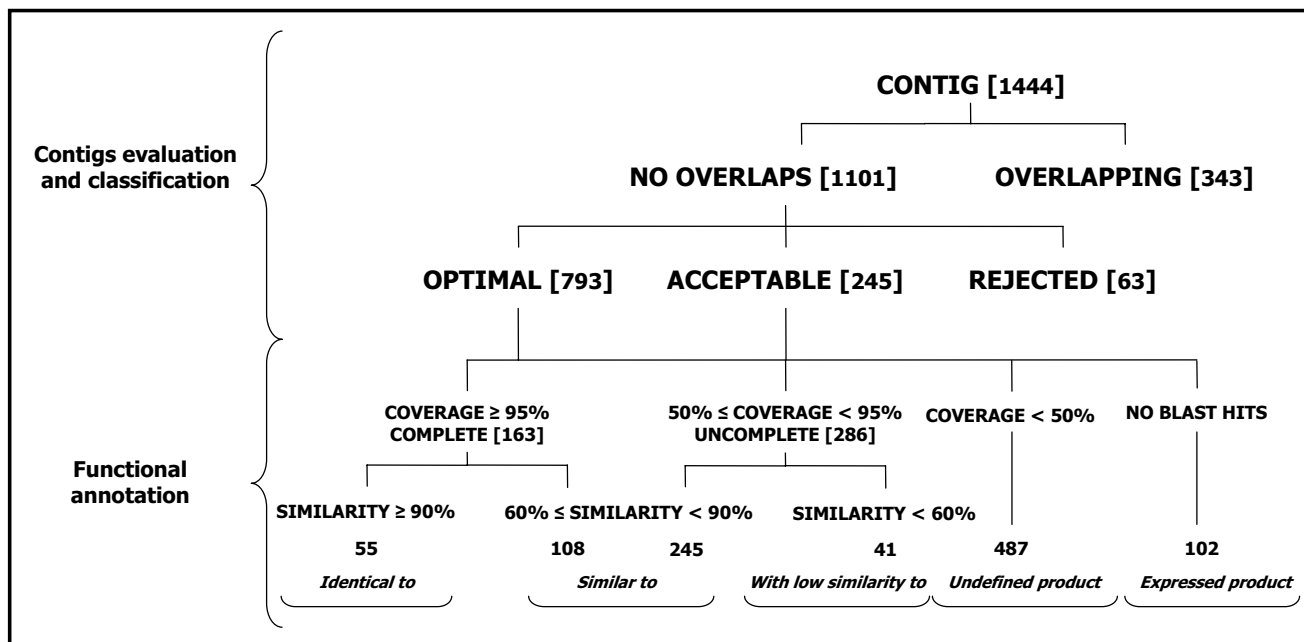 CONTIG [1444]
Contigs evaluation
and classification
NO OVERLAPS [1101]
OVERLAPPING [343]
OPTIMAL [793]
ACCEPTABLE [245]
REJECTED [63]
Functional
annotation
COVERAGE ≥ 95%
COMPLETE [163]
50% ≤ COVERAGE < 95%
UNCOMPLETE [286]
COVERAGE < 50%
NO BLAST HITS
SIMILARITY ≥ 90%
60% ≤ SIMILARITY < 90%
SIMILARITY < 60%
55
108
245
41
487
102
Identical to
Similar to
With low similarity to
Undefined product
Expressed product